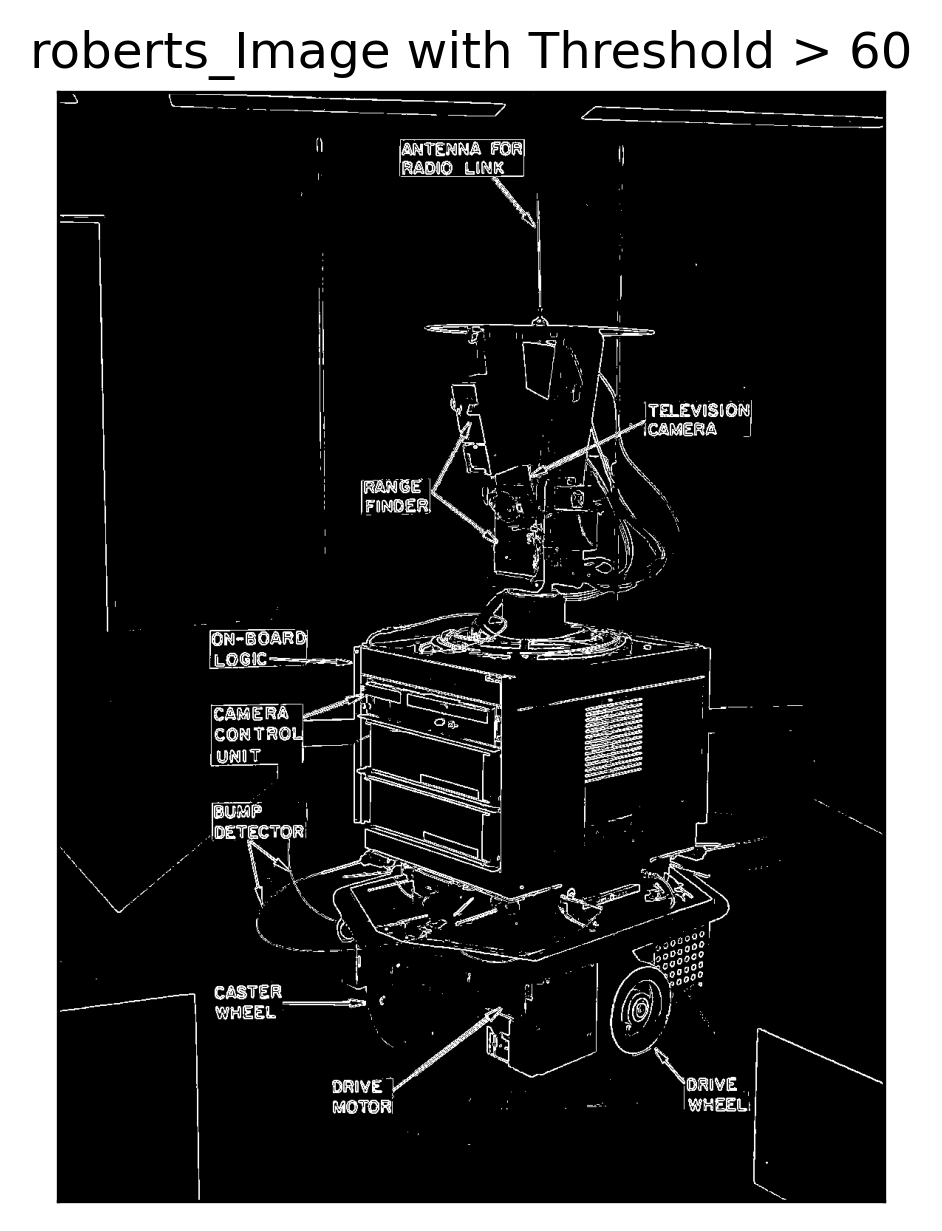 roberts_Image with Threshold > 60
ANTENNA FOR
RADIO LINK
TELEVISION
CAMERA
RANGE
FINDER
ON-BOARD
LOGIC
CAMERA
CONTROL
UNIT
BUMP
DETECTOR
CASTER
WHEEL
DRIVE
MOTOR
DRIVE
WHEEL